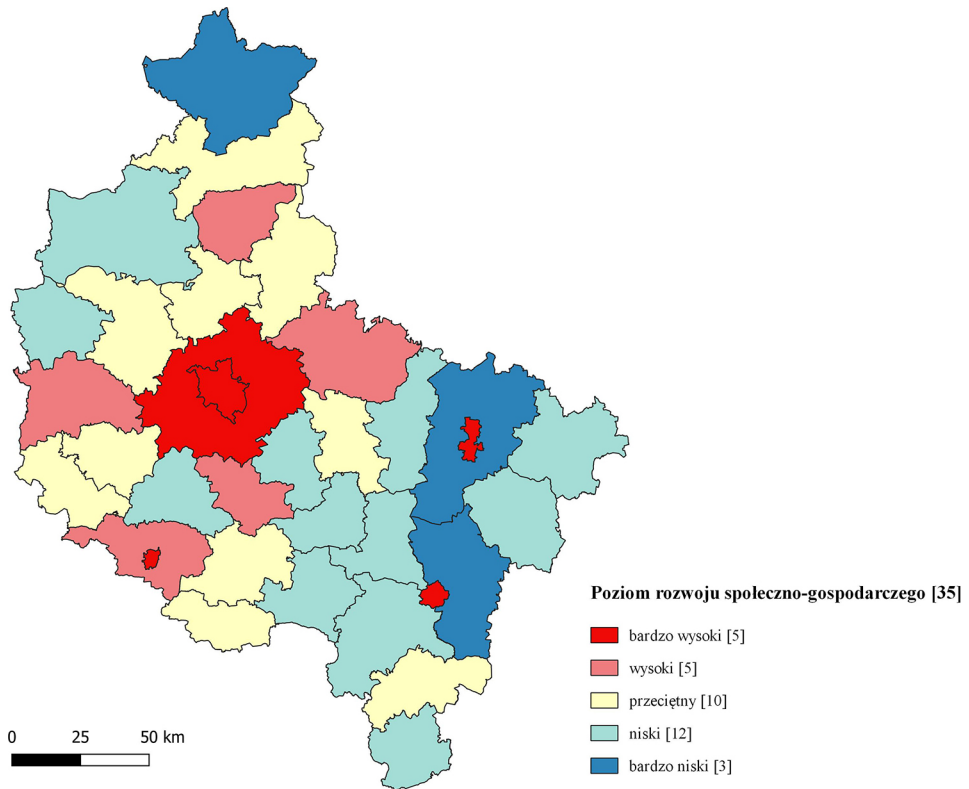 Poziom rozwoju społeczno-gospodarczego [35]
bardzo wysoki [5]
wysoki [5]
przeciętny [10]
niski [12]
bardzo niski [3]
0 25 50 km